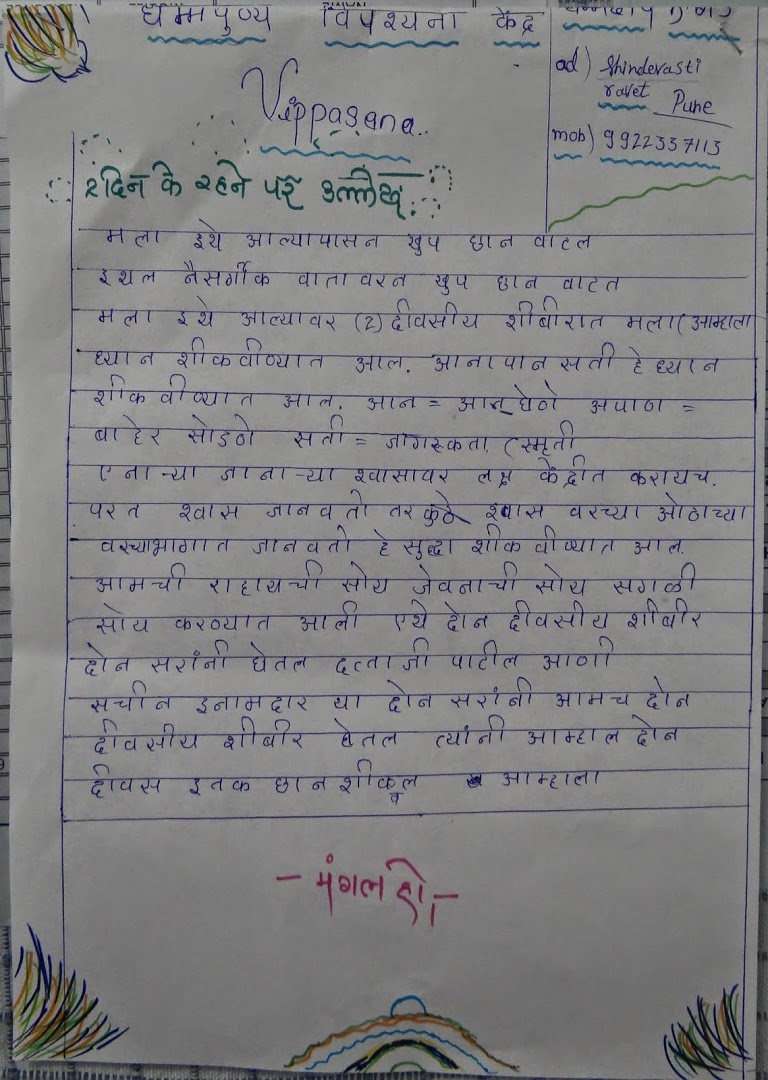 धम्मपुण्य विपश्यना केंद्र
ad) Shindevasti
ravet Pune
mob) 9922337113
Vippasana..
२ दिन के रहने पर उल्लेख
मला इथे आल्यापासन खुप छान वाटल
इथल नैसर्गीक वातावरन खुप छान वाटत
मला इथे आल्यावर (2) दीवसीय शीबीरात मला (आम्हाला
ध्यान शीकवीण्यात आल. आनापान सती हे ध्यान
शीकवीण्यात आल. आन = आत घेणे अपाण =
बाहेर सोडणे सती = जागरूकता. (स्मृती
एनाऱ्या जानाऱ्या श्वासावर लक्ष केंद्रीत करायच.
परत श्वास जानवतो तर कुठे श्वास वरच्या ओठाच्या
वरच्याभागात जानवतो हे सुद्धा शीकवीण्यात आल.
आमची राहायची सोय जेवनाची सोय सगळी
सोय करण्यात आली एथे दोन दीवसीय शीबीर
दोन सरांनी घेतल दत्ताजी पाटील आणी
सचीन इनामदार या दोन सरांनी आमच दोन
दीवसीय शीबीर घेतल त्यांनी आम्हाल दोन
दीवस इतक छान शीकवल आम्हाला
- मंगल हो -